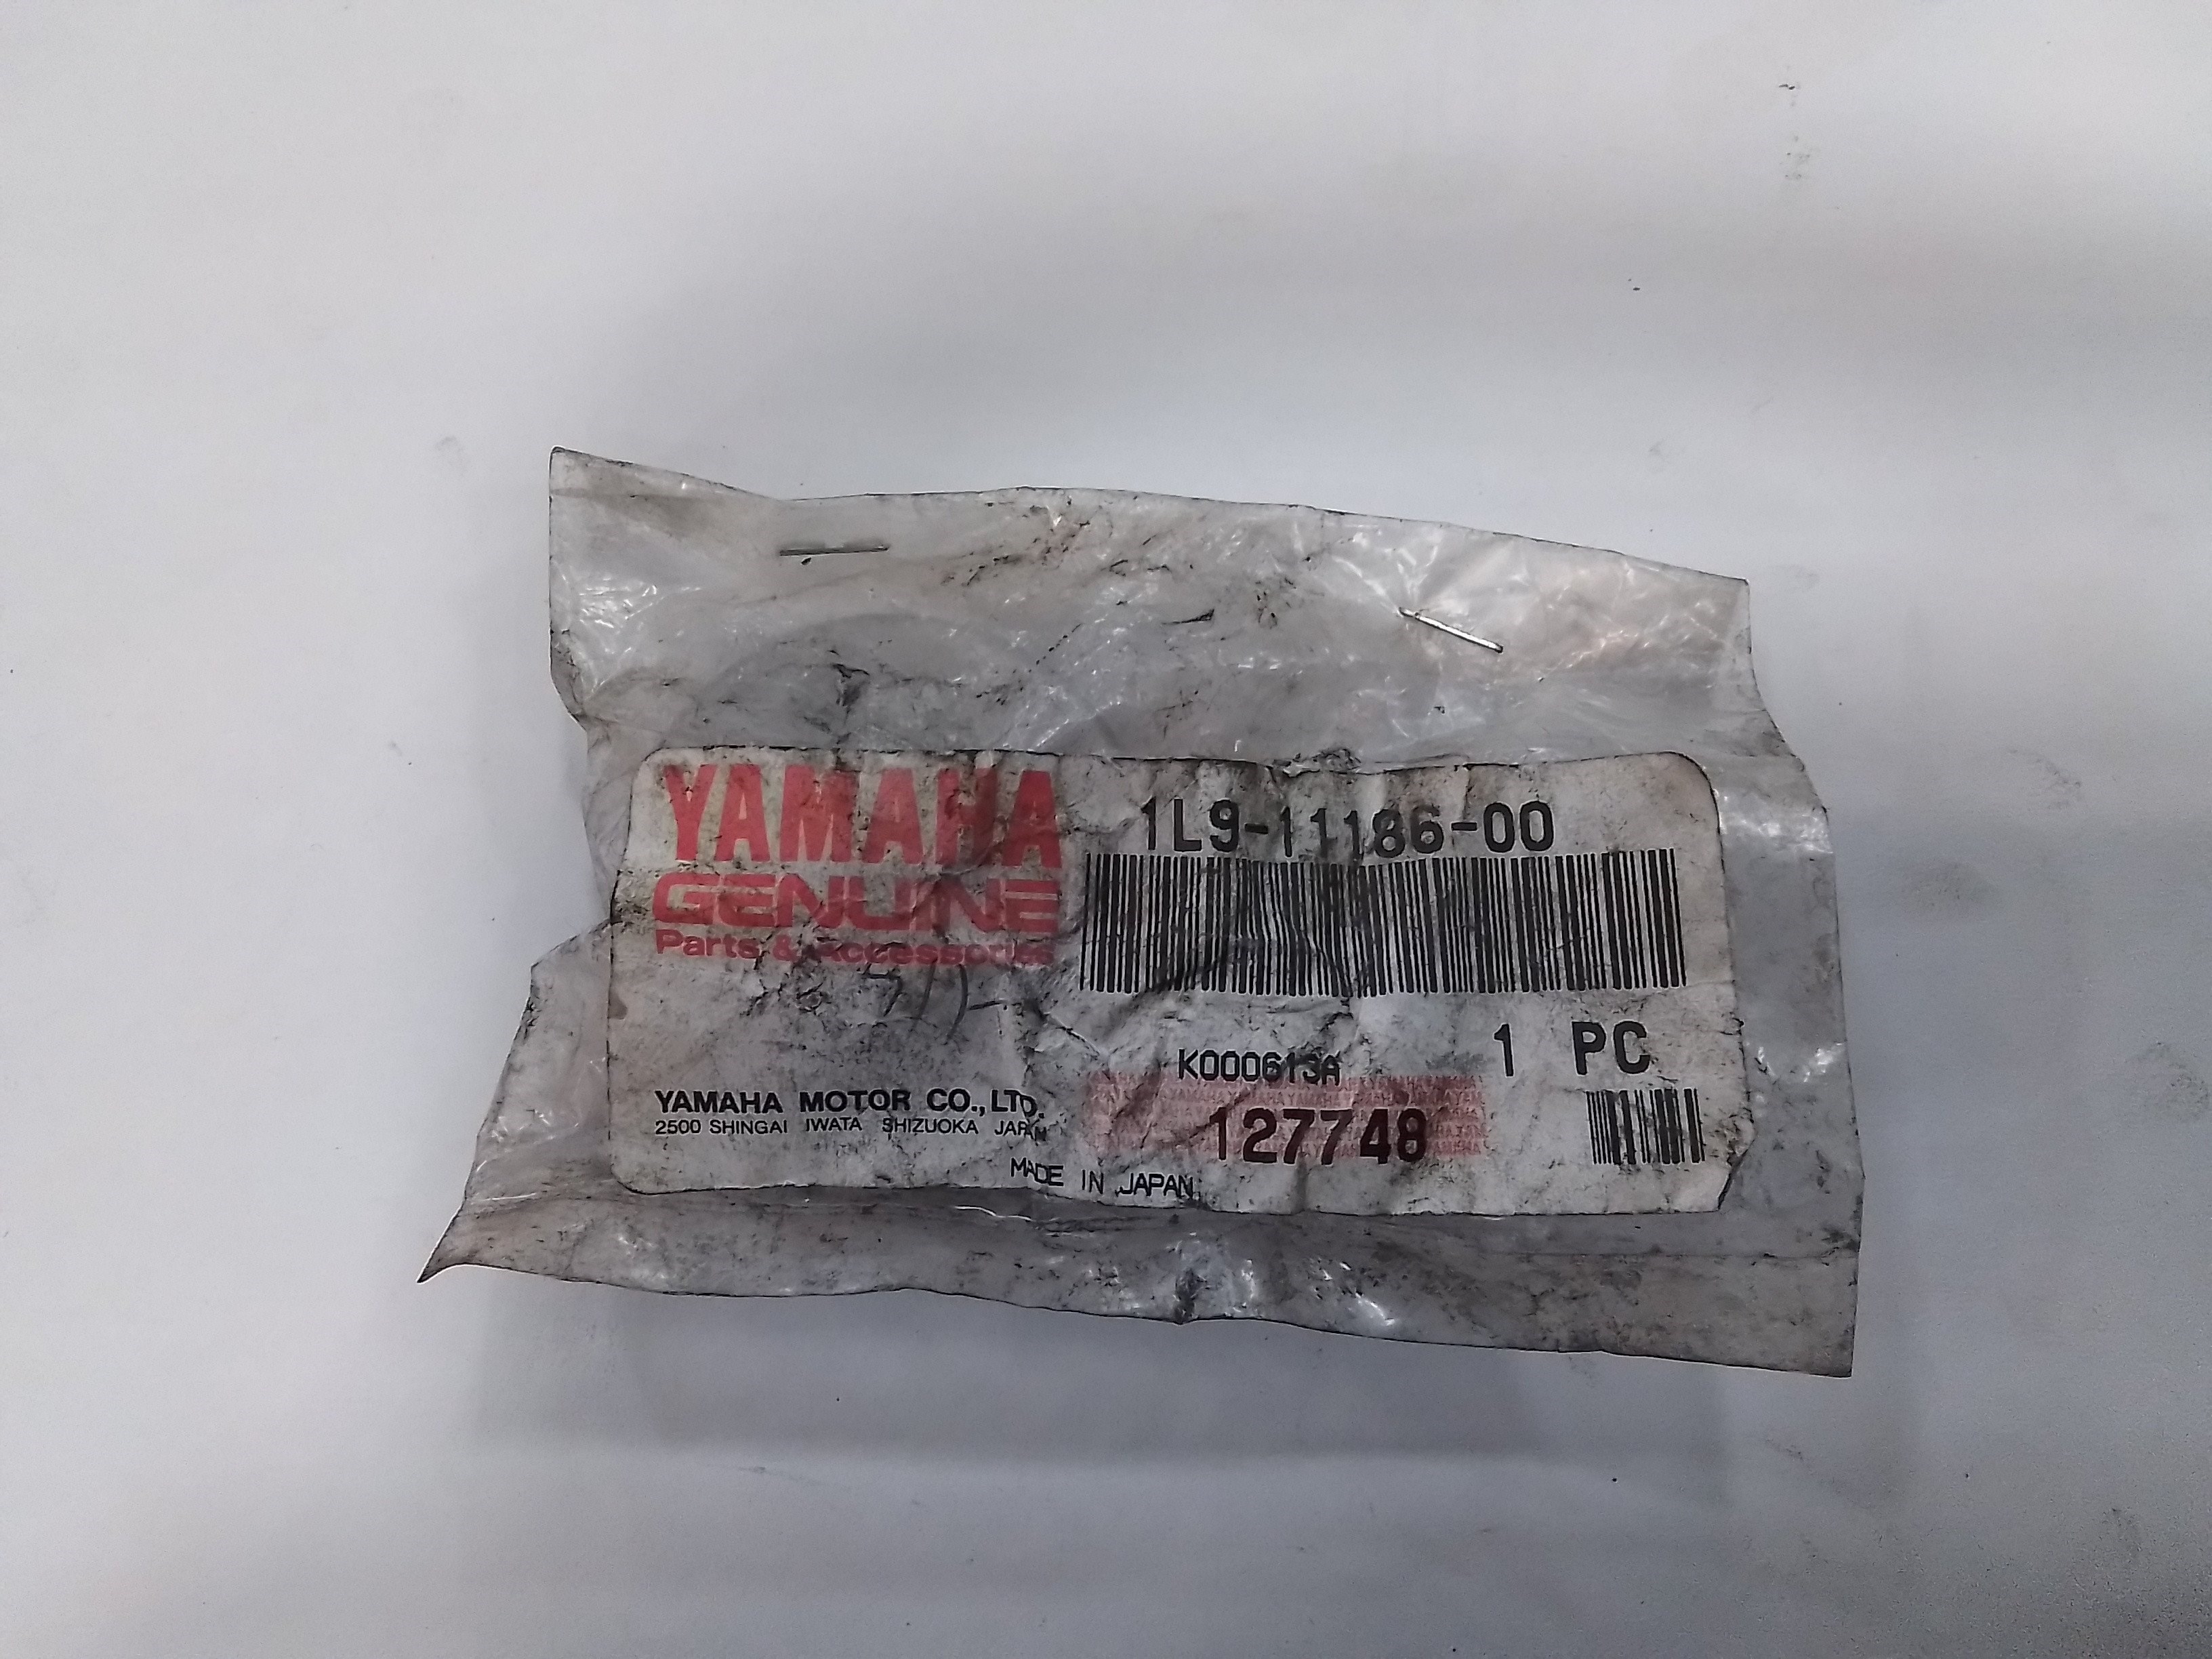 YAMAHA
GENUINE
Parts & Accessories
1L9-11186-00
1 PC
K000613A
127748
YAMAHA MOTOR CO., LTD.
2500 SHINGAI IWATA SHIZUOKA JAPAN
MADE IN JAPAN